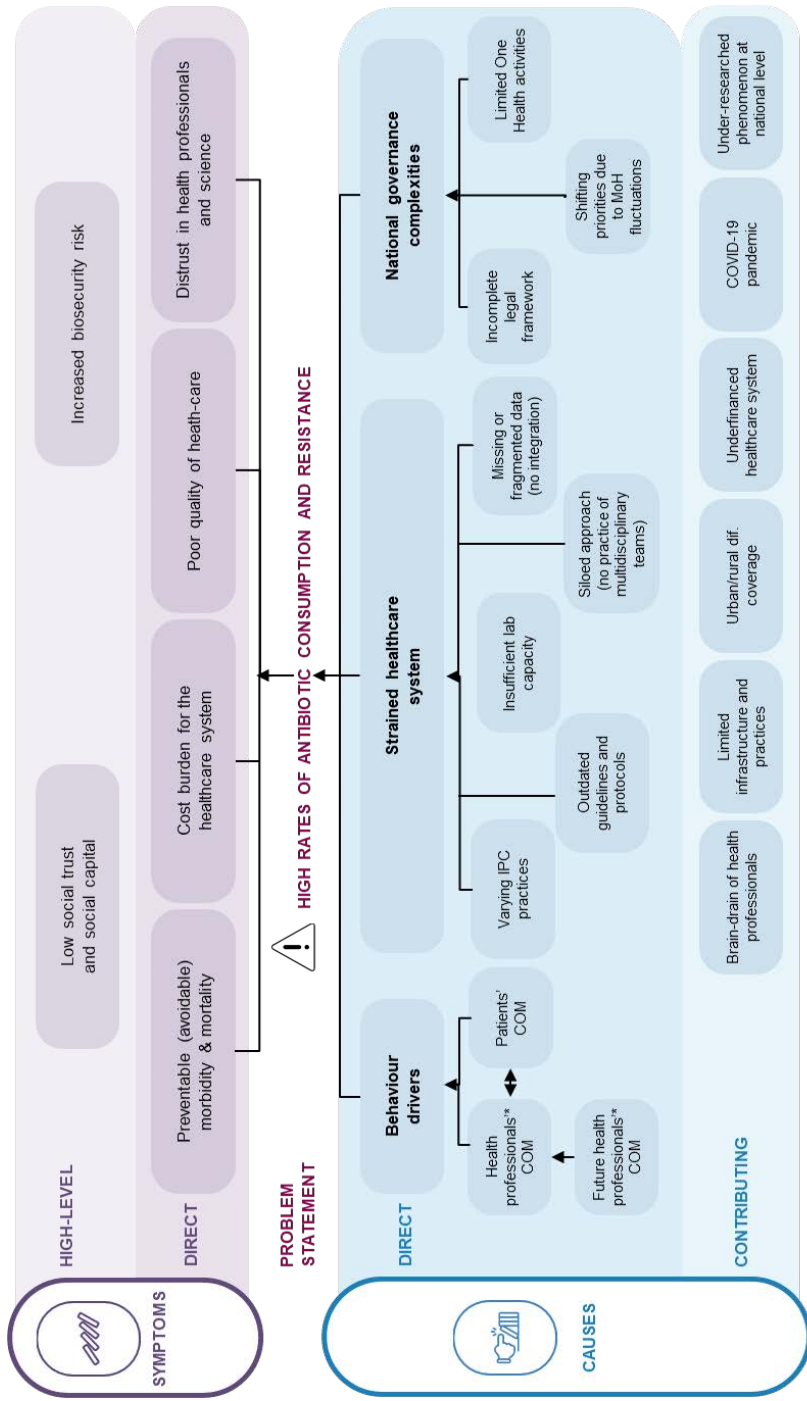 SYMPTOMS
HIGH-LEVEL
Low social trust
and social capital
Increased biosecurity risk
DIRECT
Preventable (avoidable)
morbidity & mortality
Cost burden for the
healthcare system
Poor quality of heath-care
Distrust in health professionals
and science
PROBLEM
STATEMENT
HIGH RATES OF ANTIBIOTIC CONSUMPTION AND RESISTANCE
CAUSES
DIRECT
Behaviour
drivers
Health
professionals'*
COM
Patients'
COM
Future health
professionals'*
COM
Strained healthcare
system
Varying IPC
practices
Outdated
guidelines and
protocols
Insufficient lab
capacity
Siloed approach
(no practice of
multidisciplinary
teams)
Missing or
fragmented data
(no integration)
National governance
complexities
Incomplete
legal
framework
Shifting
priorities due
to MoH
fluctuations
Limited One
Health activities
CONTRIBUTING
Brain-drain of health
professionals
Limited
infrastructure and
practices
Urban/rural dif.
coverage
Underfinanced
healthcare system
COVID-19
pandemic
Under-researched
phenomenon at
national level